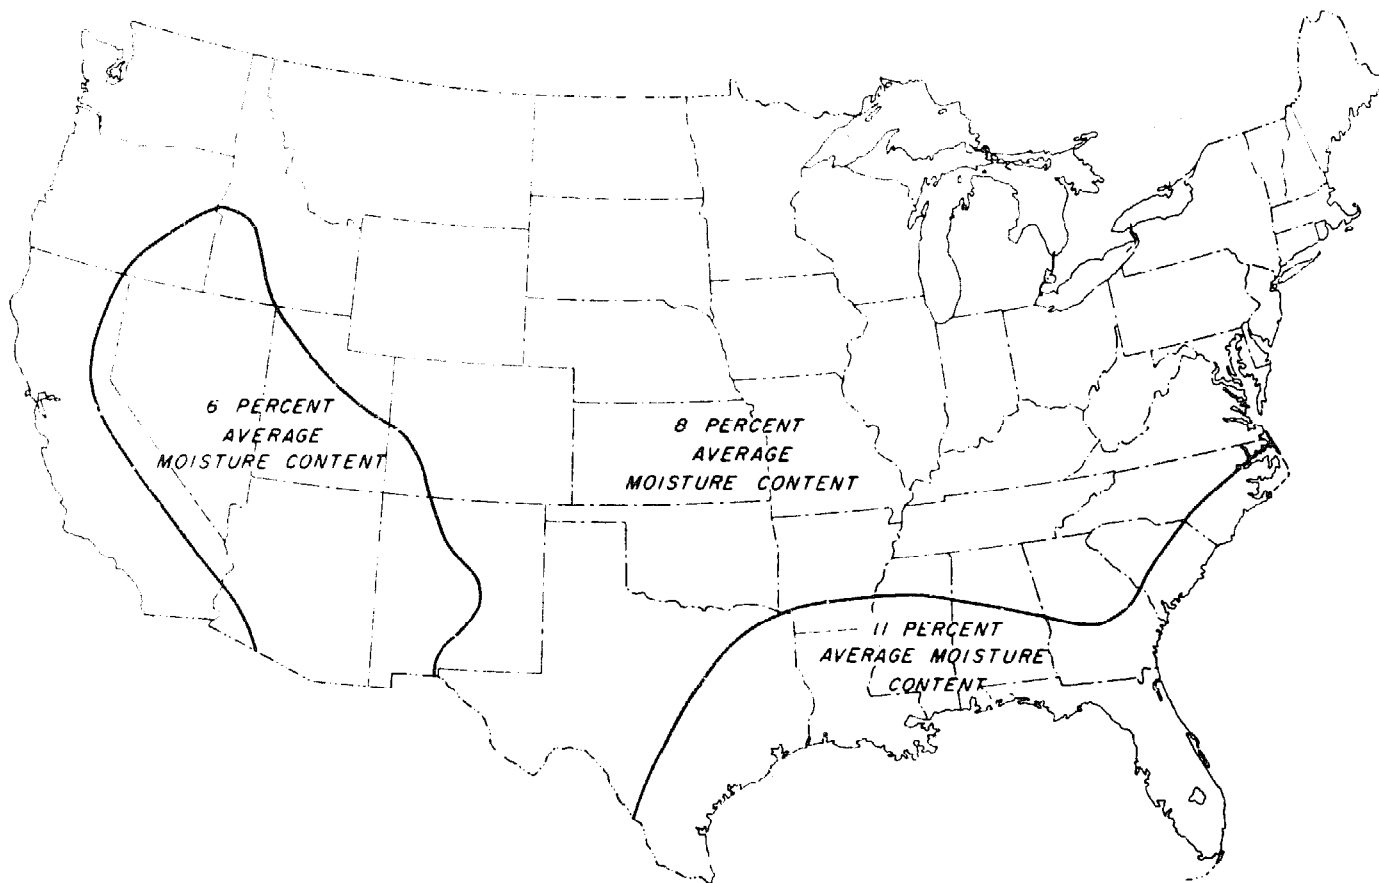 6 PERCENT
AVERAGE
MOISTURE CONTENT
8 PERCENT
AVERAGE
MOISTURE CONTENT
11 PERCENT
AVERAGE MOISTURE
CONTENT